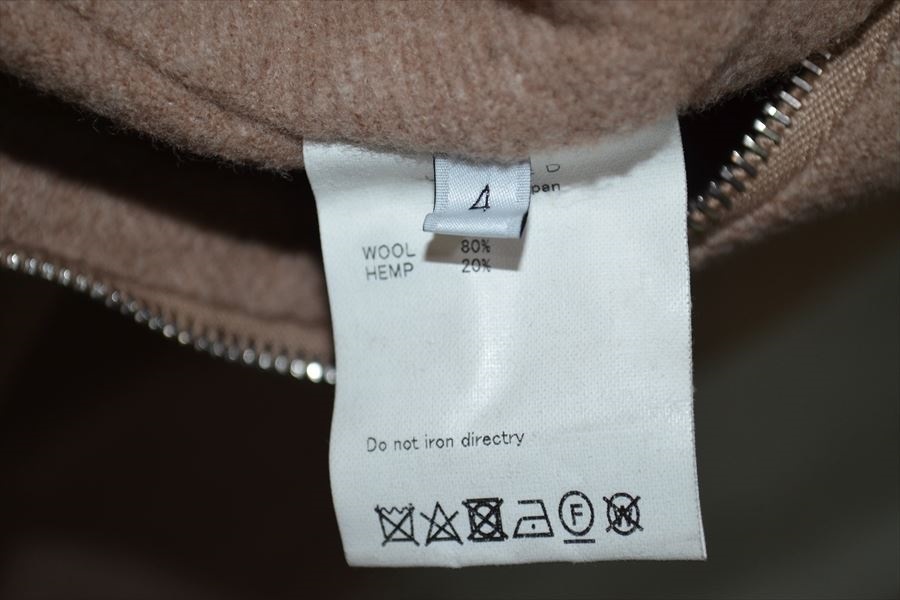 4
WOOL 80%
HEMP 20%
Do not iron directry
F
W